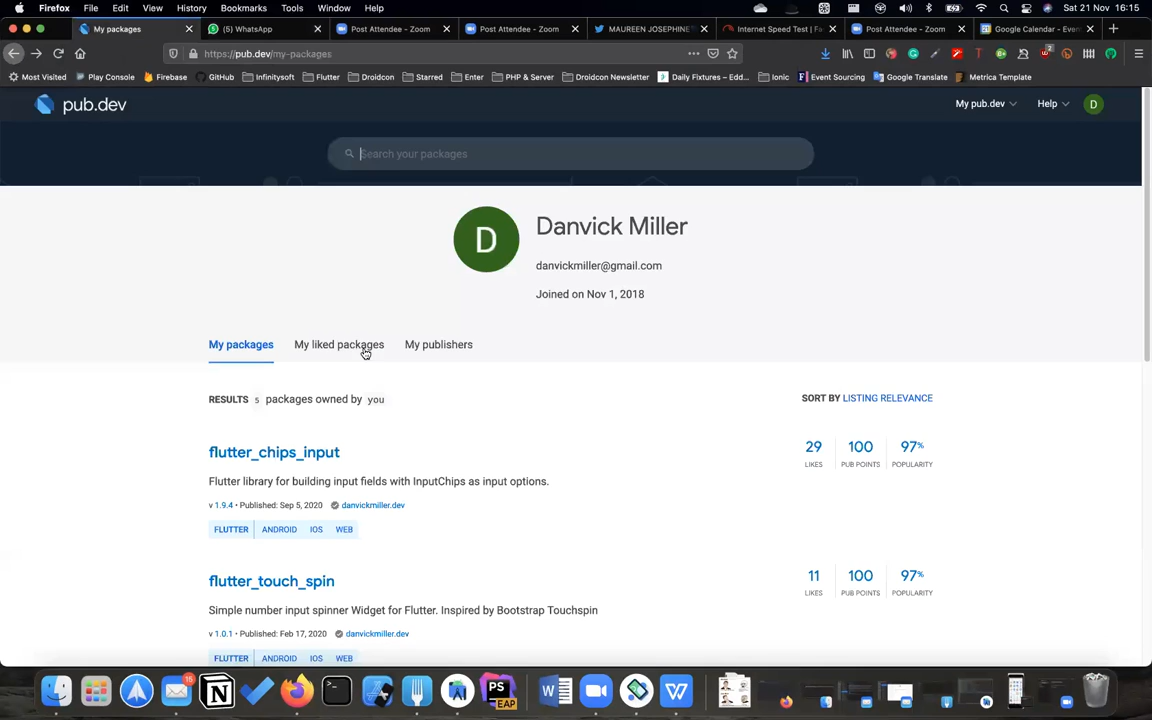 Firefox File Edit View History Bookmarks Tools Window Help Sat 21 Nov 16:15
My packages (5) WhatsApp Post Attendee - Zoom Post Attendee - Zoom MAUREEN JOSEPHINE Internet Speed Test | Fa Post Attendee - Zoom Google Calendar - Even
https://pub.dev/my-packages
Most Visited Play Console Firebase GitHub Infinitysoft Flutter Droidcon Starred Enter PHP & Server Droidcon Newsletter Daily Fixtures – Edd... Ionic Event Sourcing Google Translate Metrica Template
pub.dev My pub.dev Help D
Search your packages
D
Danvick Miller
danvickmiller@gmail.com
Joined on Nov 1, 2018
My packages My liked packages My publishers
RESULTS 5 packages owned by you SORT BY LISTING RELEVANCE
flutter_chips_input 29 100 97%
LIKES PUB POINTS POPULARITY
Flutter library for building input fields with InputChips as input options.
v 1.9.4 • Published: Sep 5, 2020 danvickmiller.dev
FLUTTER ANDROID IOS WEB
flutter_touch_spin 11 100 97%
LIKES PUB POINTS POPULARITY
Simple number input spinner Widget for Flutter. Inspired by Bootstrap Touchspin
v 1.0.1 • Published: Feb 17, 2020 danvickmiller.dev
FLUTTER ANDROID IOS WEB
15
PS
EAP